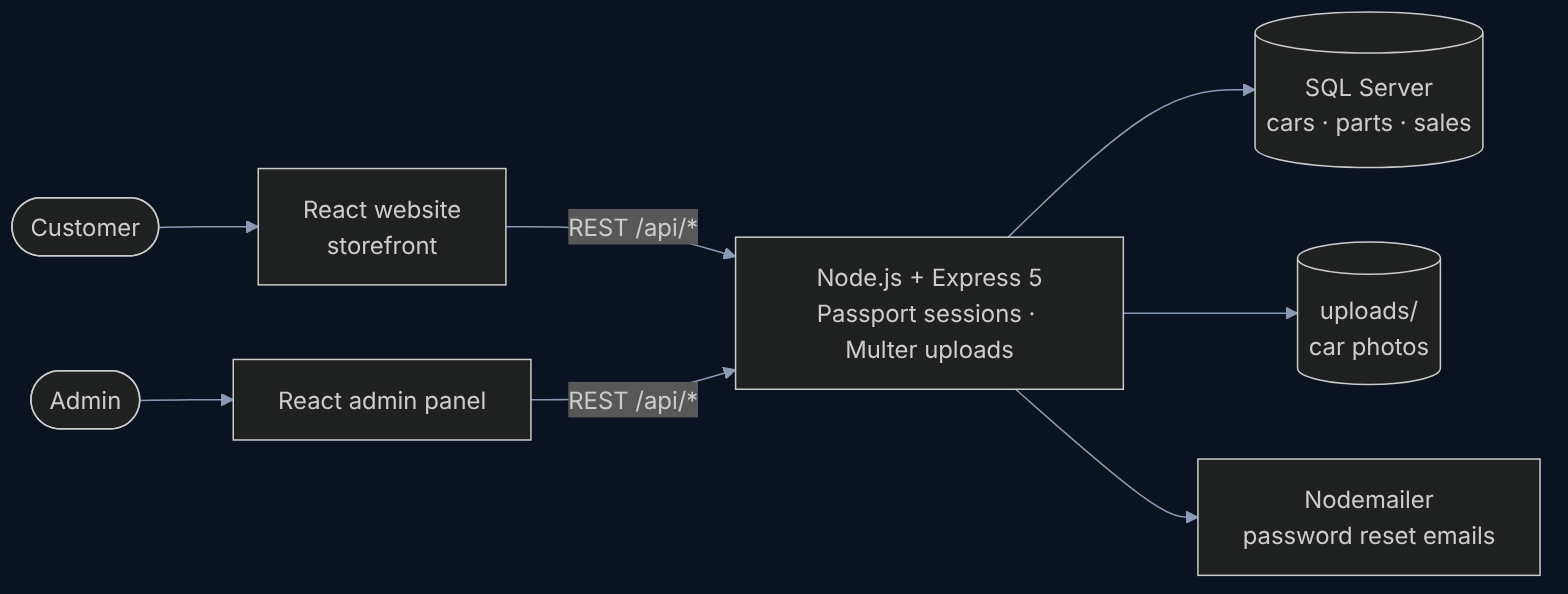 Customer
React website
storefront
REST /api/*
Admin
React admin panel
REST /api/*
Node.js + Express 5
Passport sessions ·
Multer uploads
SQL Server
cars · parts · sales
uploads/
car photos
Nodemailer
password reset emails